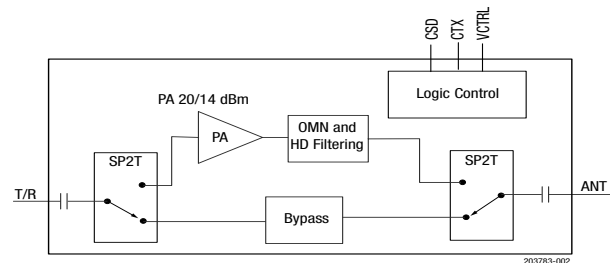 CSD
CTX
VCTRL
Logic Control
PA 20/14 dBm
PA
OMN and
HD Filtering
SP2T
SP2T
T/R
ANT
Bypass
203783-002